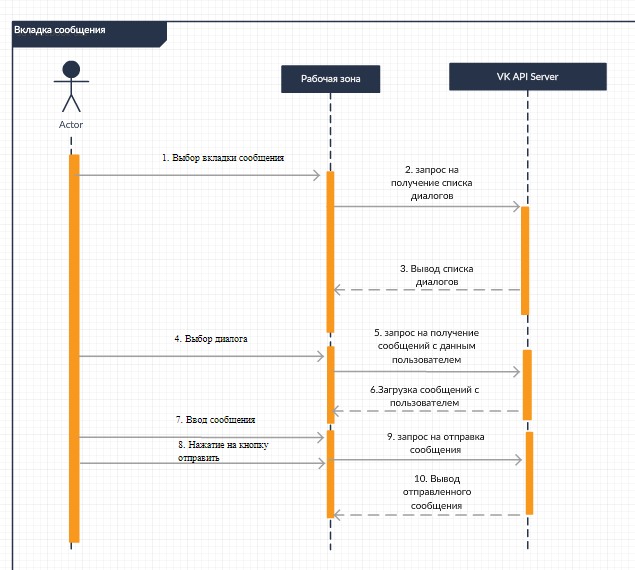 Вкладка сообщения
Рабочая зона
VK API Server
Actor
1. Выбор вкладки сообщения
2. запрос на
получение списка
диалогов
3. Вывод списка
диалогов
4. Выбор диалога
5. запрос на получение
сообщений с данным
пользователем
6.Загрузка сообщений с
пользователем
7. Ввод сообщения
8. Нажатие на кнопку
отправить
9. запрос на отправка
сообщения
10. Вывод
отправленного
сообщения